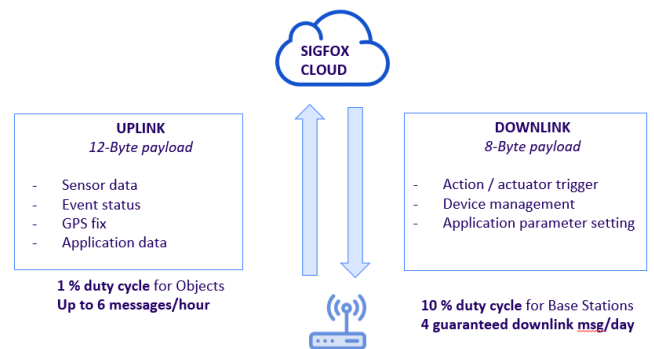 SIGFOX
CLOUD
UPLINK
12-Byte payload
- Sensor data
- Event status
- GPS fix
- Application data
1 % duty cycle for Objects
Up to 6 messages/hour
DOWNLINK
8-Byte payload
- Action / actuator trigger
- Device management
- Application parameter setting
10 % duty cycle for Base Stations
4 guaranteed downlink msg/day